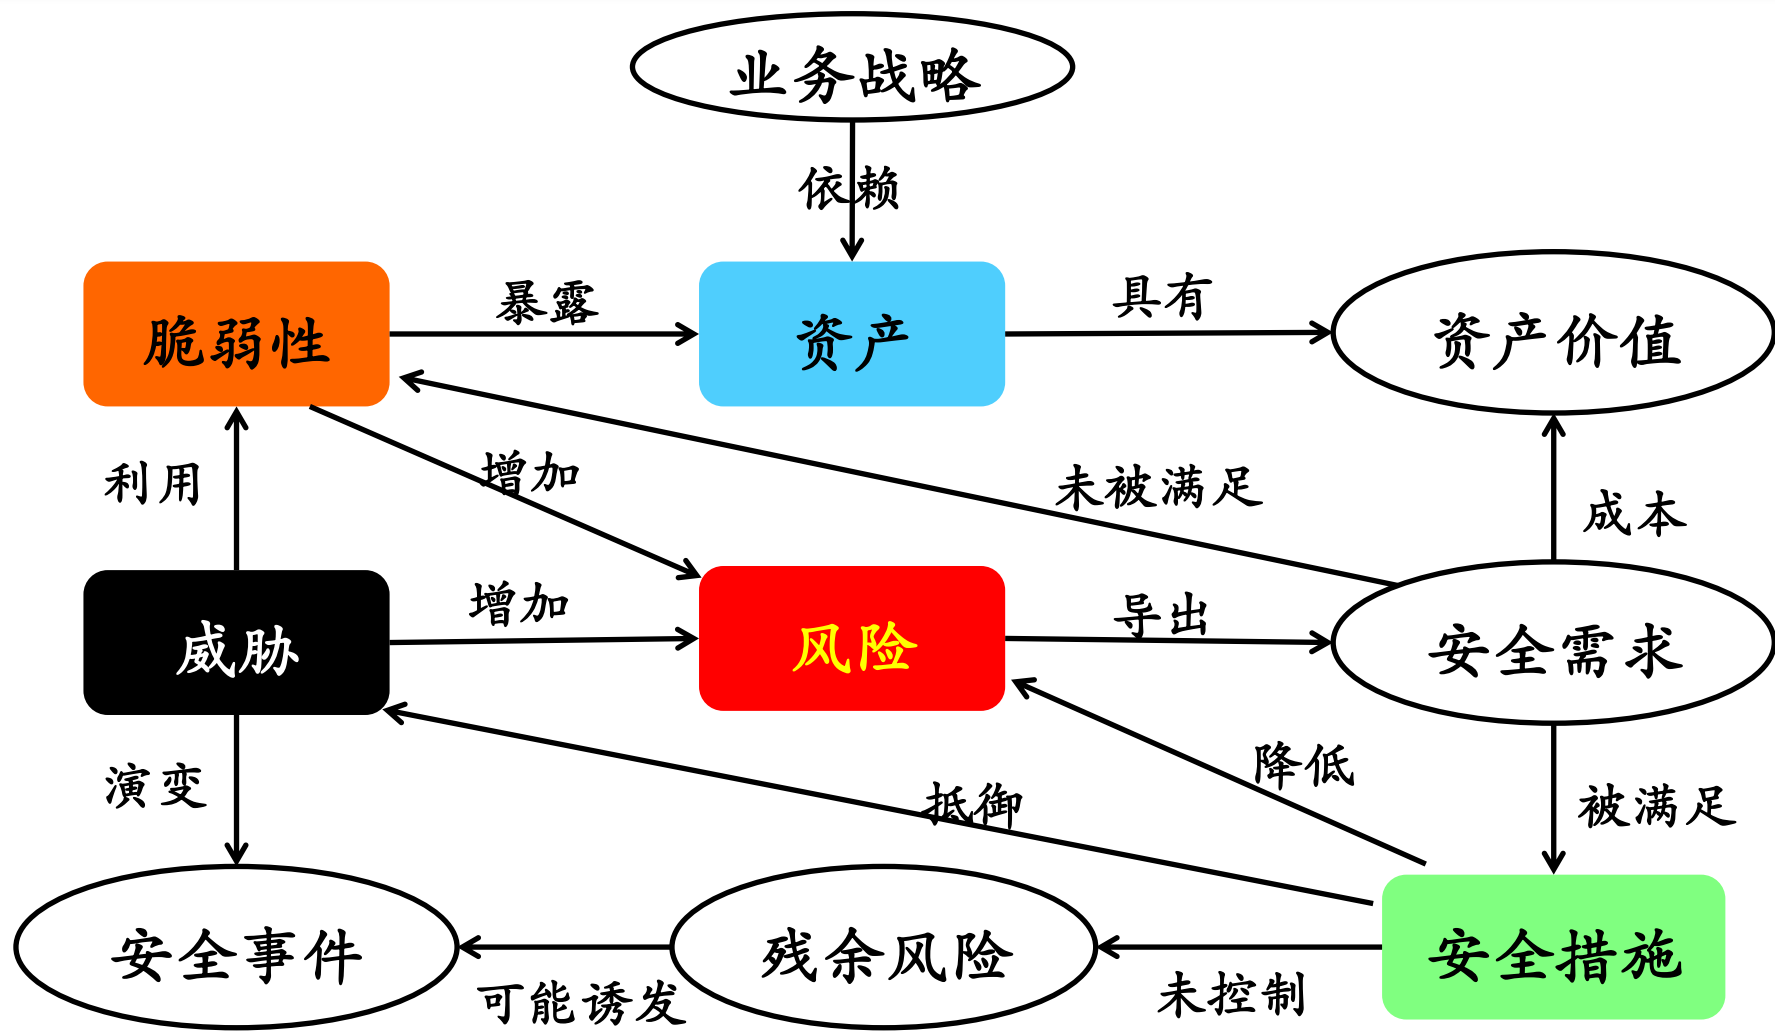 业务战略
依赖
脆弱性
暴露
资产
具有
资产价值
利用
增加
未被满足
成本
威胁
增加
风险
导出
安全需求
演变
抵御
降低
被满足
安全事件
可能诱发
残余风险
未控制
安全措施